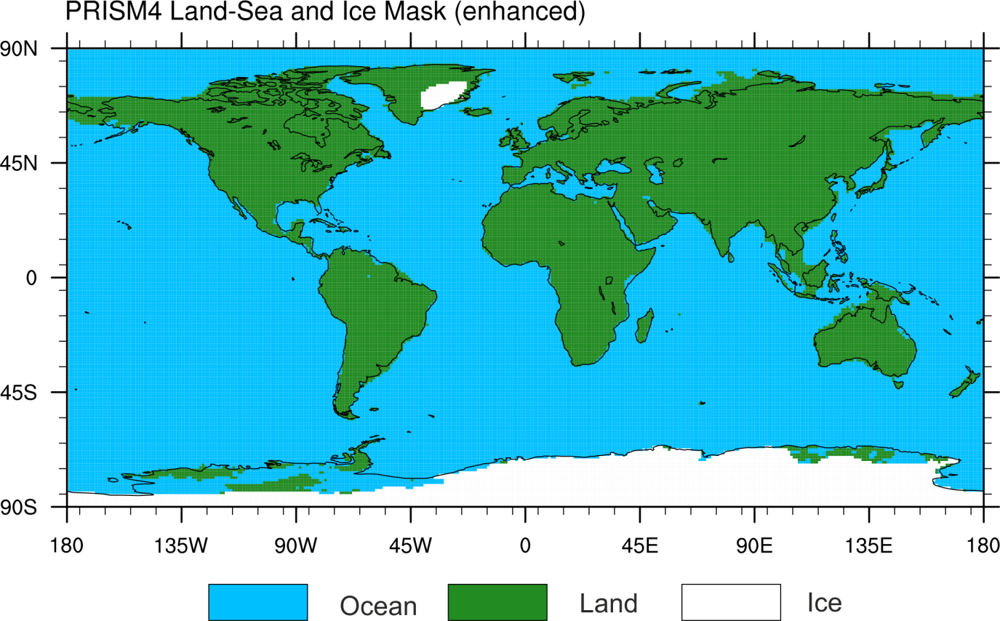 PRISM4 Land-Sea and Ice Mask (enhanced)
90N
45N
0
45S
90S
180 135W 90W 45W 0 45E 90E 135E 180
Ocean Land Ice